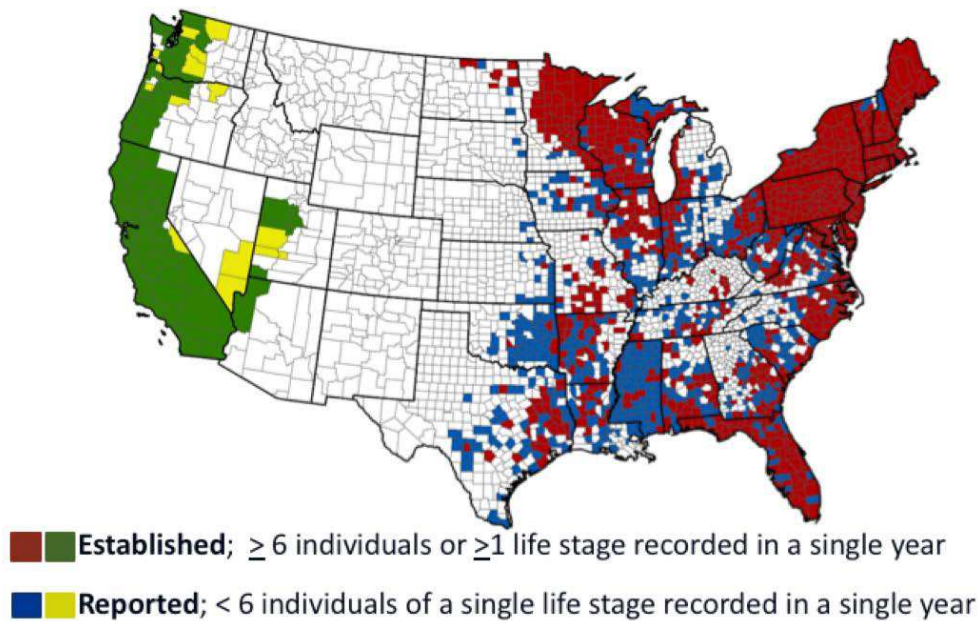 Established; ≥ 6 individuals or ≥1 life stage recorded in a single year
Reported; < 6 individuals of a single life stage recorded in a single year